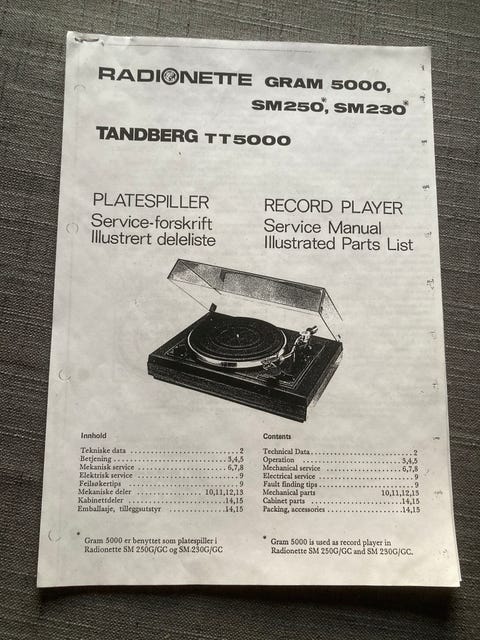 RADIONETTE GRAM 5000,
SM250*, SM230*
TANDBERG TT5000
PLATESPILLER
Service-forskrift
Illustrert deleliste
RECORD PLAYER
Service Manual
Illustrated Parts List
Innhold
Tekniske data ........................ 2
Betjening ........................ 3,4,5
Mekanisk service ........................ 6,7,8
Elektrisk service ........................ 9
Feilsøkertips ........................ 9
Mekaniske deler ........................ 10,11,12,13
Kabinettdeler ........................ 14,15
Emballasje, tilleggsutstyr ........................ 14,15
* Gram 5000 er benyttet som platespiller i
Radionette SM 250G/GC og SM 230G/GC
Contents
Technical Data ........................ 2
Operation ........................ 3,4,5
Mechanical service ........................ 6,7,8
Electrical service ........................ 9
Fault finding tips ........................ 9
Mechanical parts ........................ 10,11,12,13
Cabinet parts ........................ 14,15
Packing, accessories ........................ 14,15
* Gram 5000 is used as record player in
Radionette SM 250G/GC and SM 230G/GC.